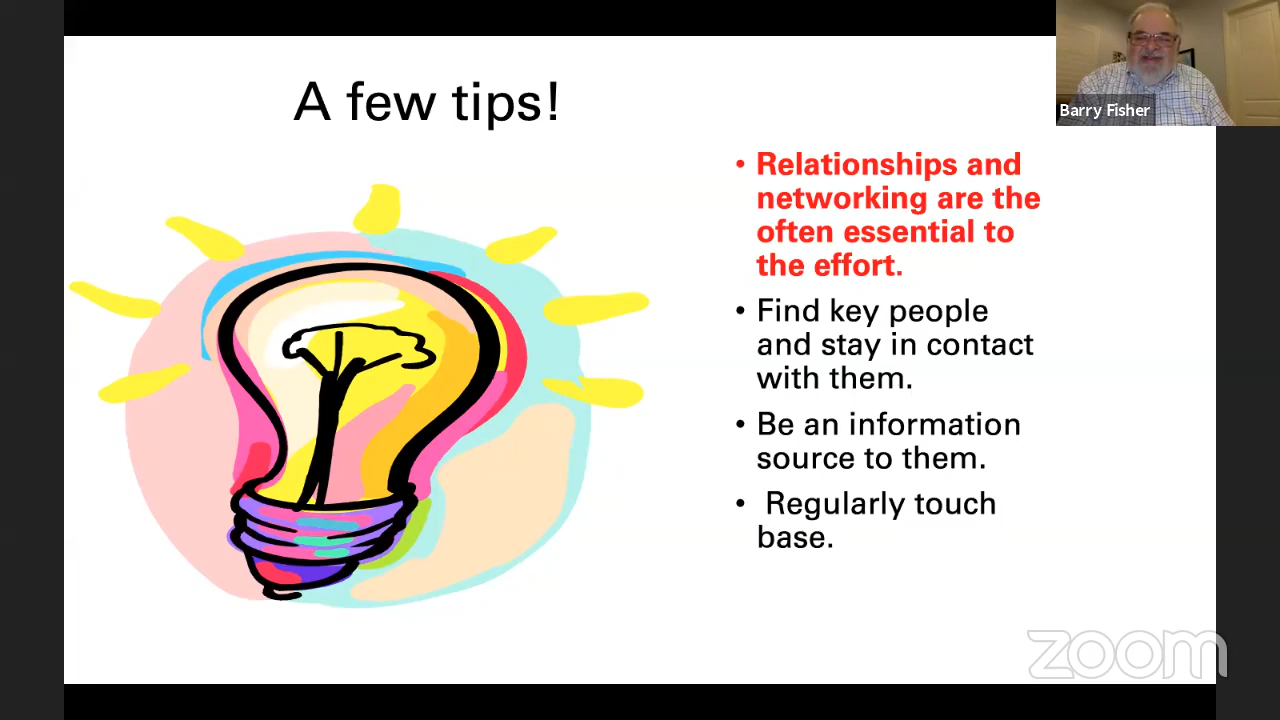 A few tips!
Barry Fisher
• Relationships and
networking are the
often essential to
the effort.
• Find key people
and stay in contact
with them.
• Be an information
source to them.
• Regularly touch
base.
zoom